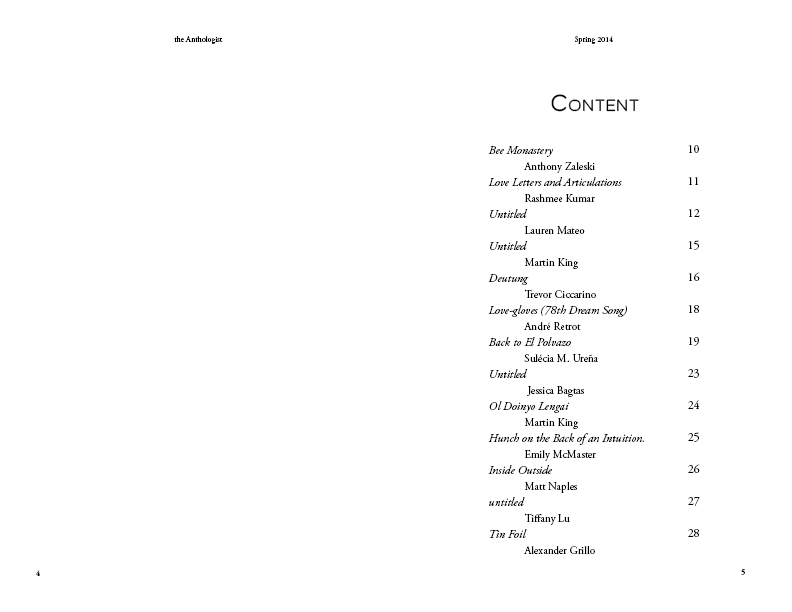 the Anthologist
4
Spring 2014
CONTENT
Bee Monastery 10
Anthony Zaleski
Love Letters and Articulations 11
Rashmee Kumar
Untitled 12
Lauren Mateo
Untitled 15
Martin King
Deutung 16
Trevor Ciccarino
Love-gloves (78th Dream Song) 18
André Retrot
Back to El Polvazo 19
Sulécia M. Ureña
Untitled 23
Jessica Bagtas
Ol Doinyo Lengai 24
Martin King
Hunch on the Back of an Intuition. 25
Emily McMaster
Inside Outside 26
Matt Naples
untitled 27
Tiffany Lu
Tin Foil 28
Alexander Grillo
5